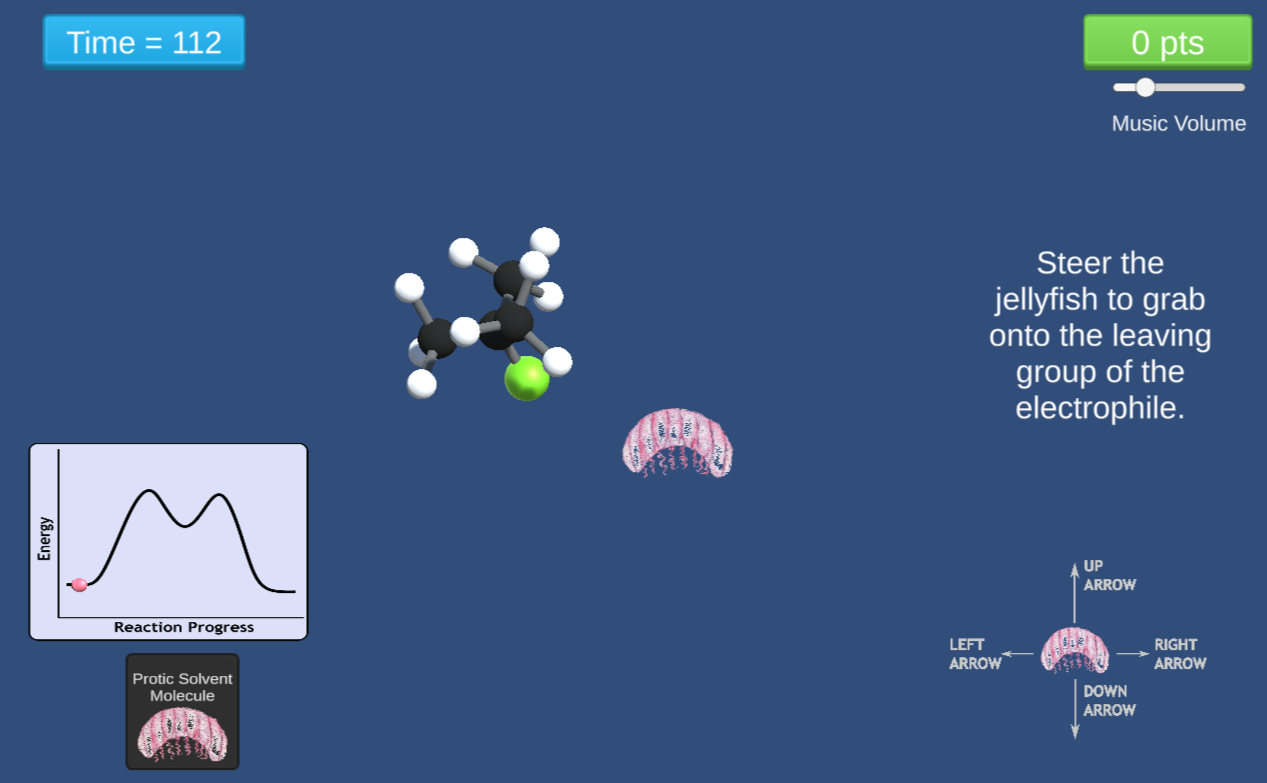 Time = 112
0 pts
Music Volume
Steer the
jellyfish to grab
onto the leaving
group of the
electrophile.
Energy
Reaction Progress
Protic Solvent
Molecule
UP
ARROW
LEFT
ARROW
RIGHT
ARROW
DOWN
ARROW